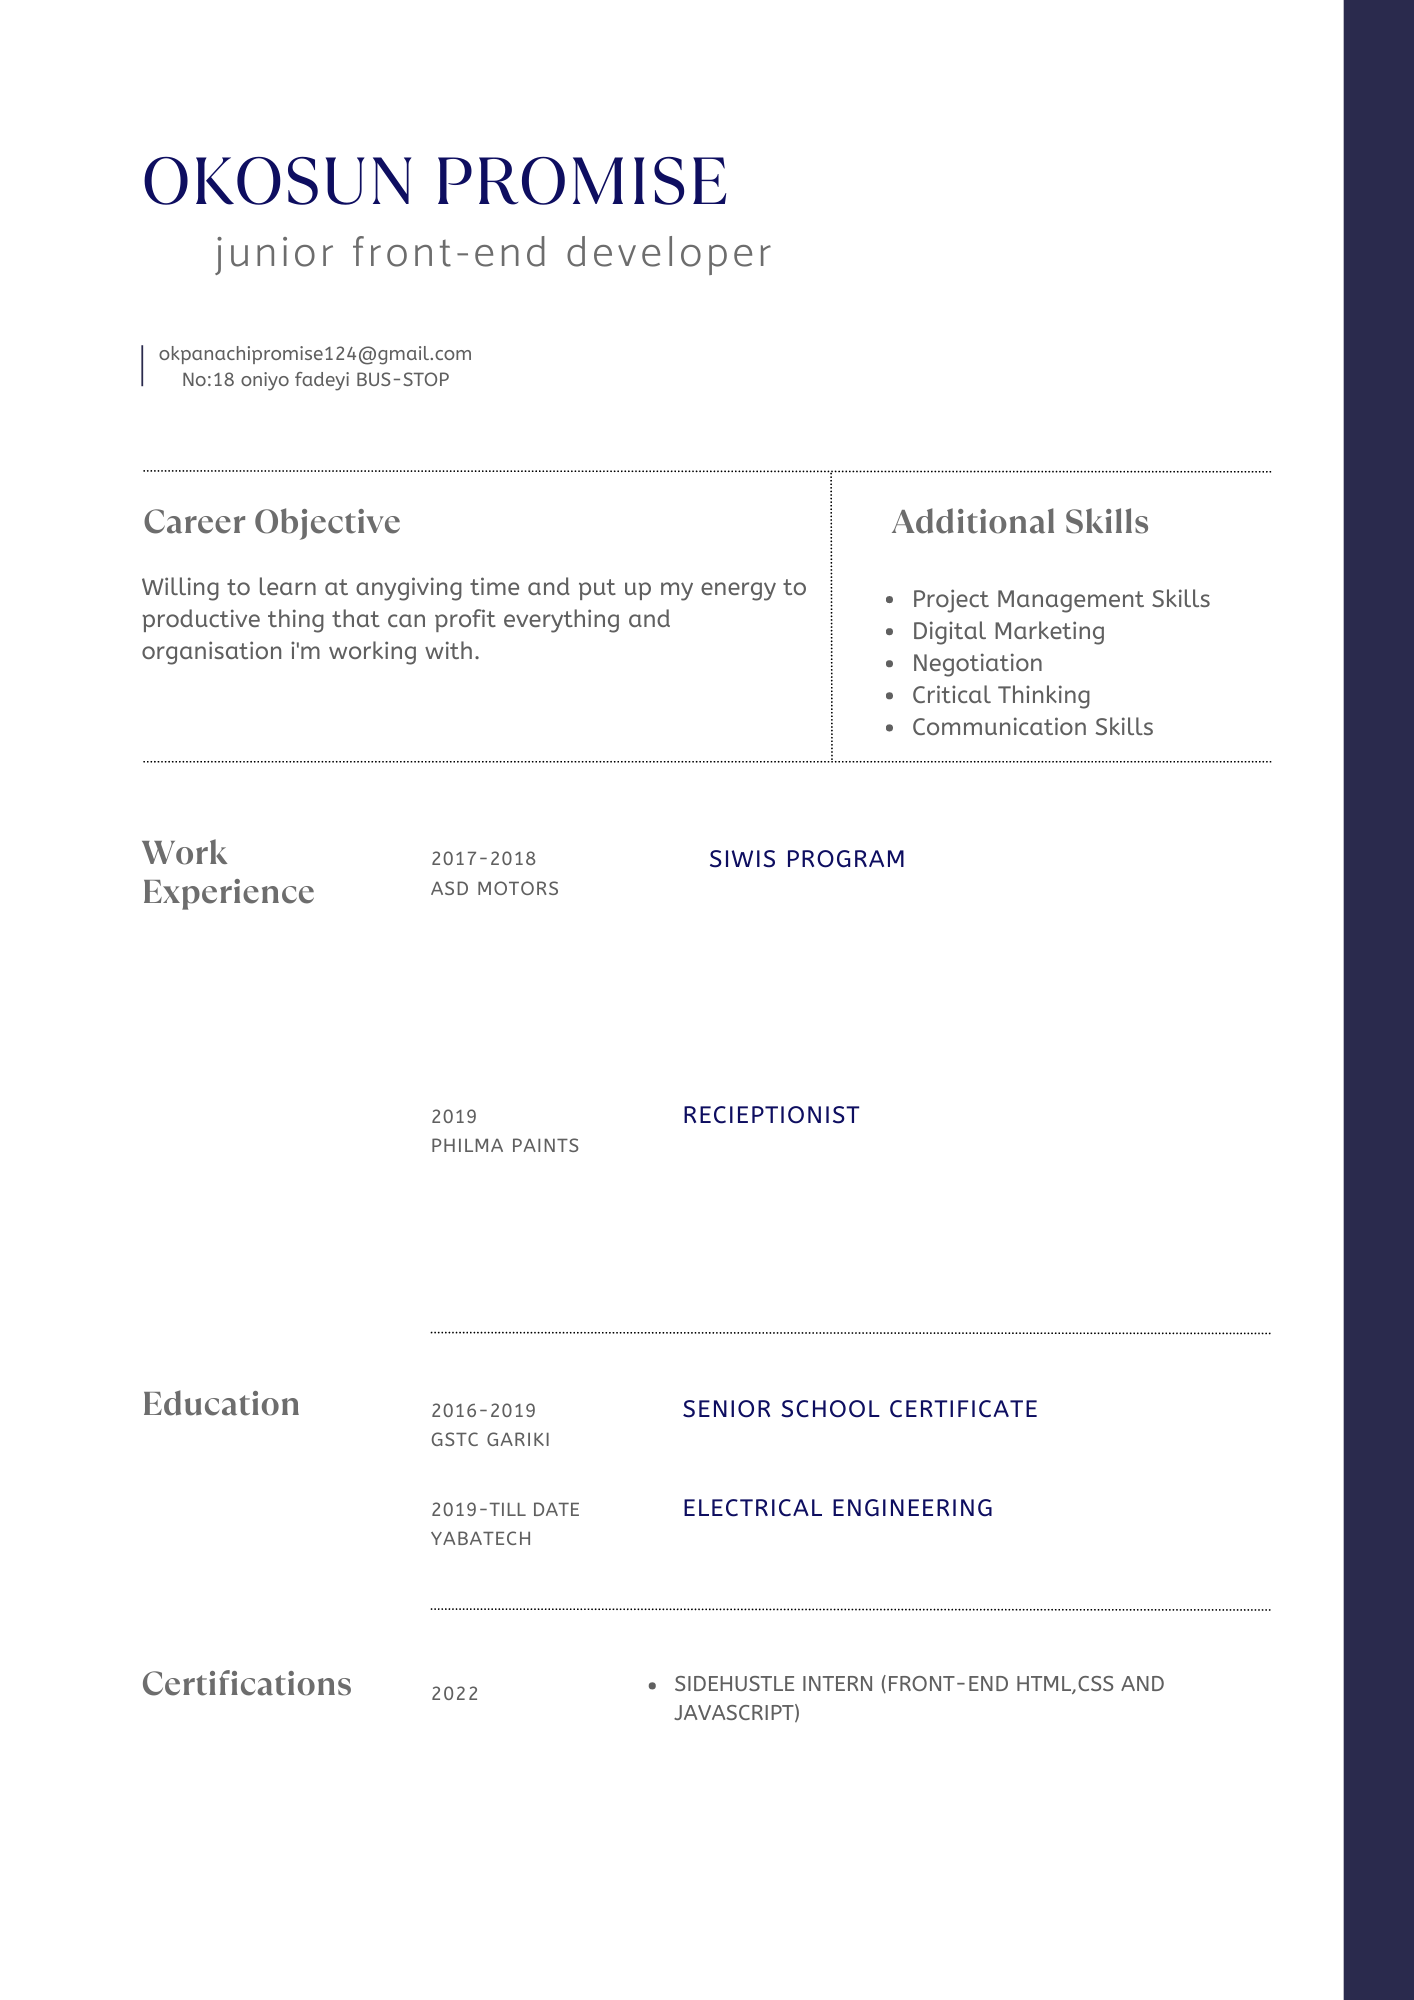 OKOSUN PROMISE
junior front-end developer
okpanachipromise124@gmail.com
No:18 oniyo fadeyi BUS-STOP
Career Objective
Willing to learn at anygiving time and put up my energy to
productive thing that can profit everything and
organisation i'm working with.
Additional Skills
• Project Management Skills
• Digital Marketing
• Negotiation
• Critical Thinking
• Communication Skills
Work
Experience
2017-2018
ASD MOTORS
SIWIS PROGRAM
2019
PHILMA PAINTS
RECIEPTIONIST
Education
2016-2019
GSTC GARIKI
SENIOR SCHOOL CERTIFICATE
2019-TILL DATE
YABATECH
ELECTRICAL ENGINEERING
Certifications
2022
• SIDEHUSTLE INTERN (FRONT-END HTML,CSS AND
JAVASCRIPT)